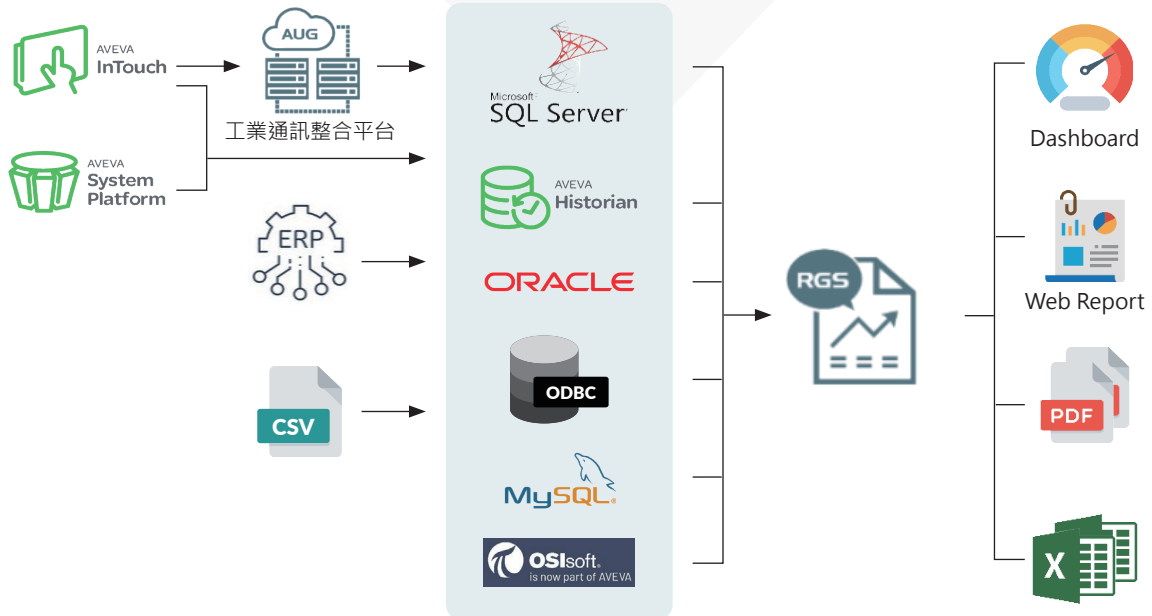 AVEVA
InTouch
AUG
工業通訊整合平台
AVEVA
System
Platform
ERP
CSV
Microsoft
SQL Server
AVEVA
Historian
ORACLE
ODBC
MySQL®
OSIsoft.
is now part of AVEVA
RGS
Dashboard
Web Report
PDF
X